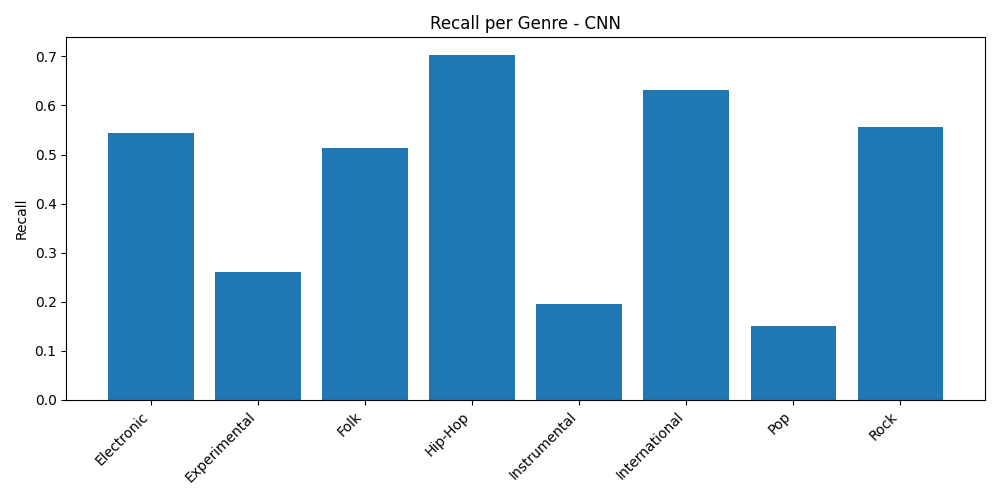 Recall per Genre - CNN
Recall
0.7
0.6
0.5
0.4
0.3
0.2
0.1
0.0
Electronic
Experimental
Folk
Hip-Hop
Instrumental
International
Pop
Rock